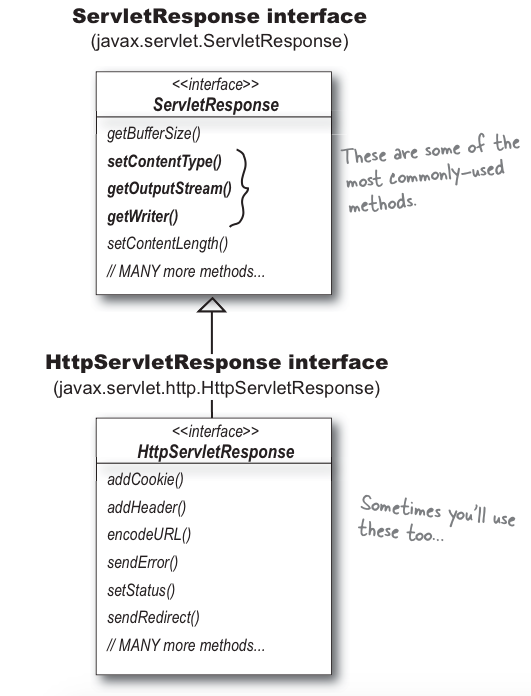 ServletResponse interface
(javax.servlet.ServletResponse)
<<interface>>
ServletResponse
getBufferSize()
setContentType()
getOutputStream()
getWriter()
setContentLength()
// MANY more methods...
These are some of the
most commonly-used
methods.
HttpServletResponse interface
(javax.servlet.http.HttpServletResponse)
<<interface>>
HttpServletResponse
addCookie()
addHeader()
encodeURL()
sendError()
setStatus()
sendRedirect()
// MANY more methods...
Sometimes you'll use
these too...